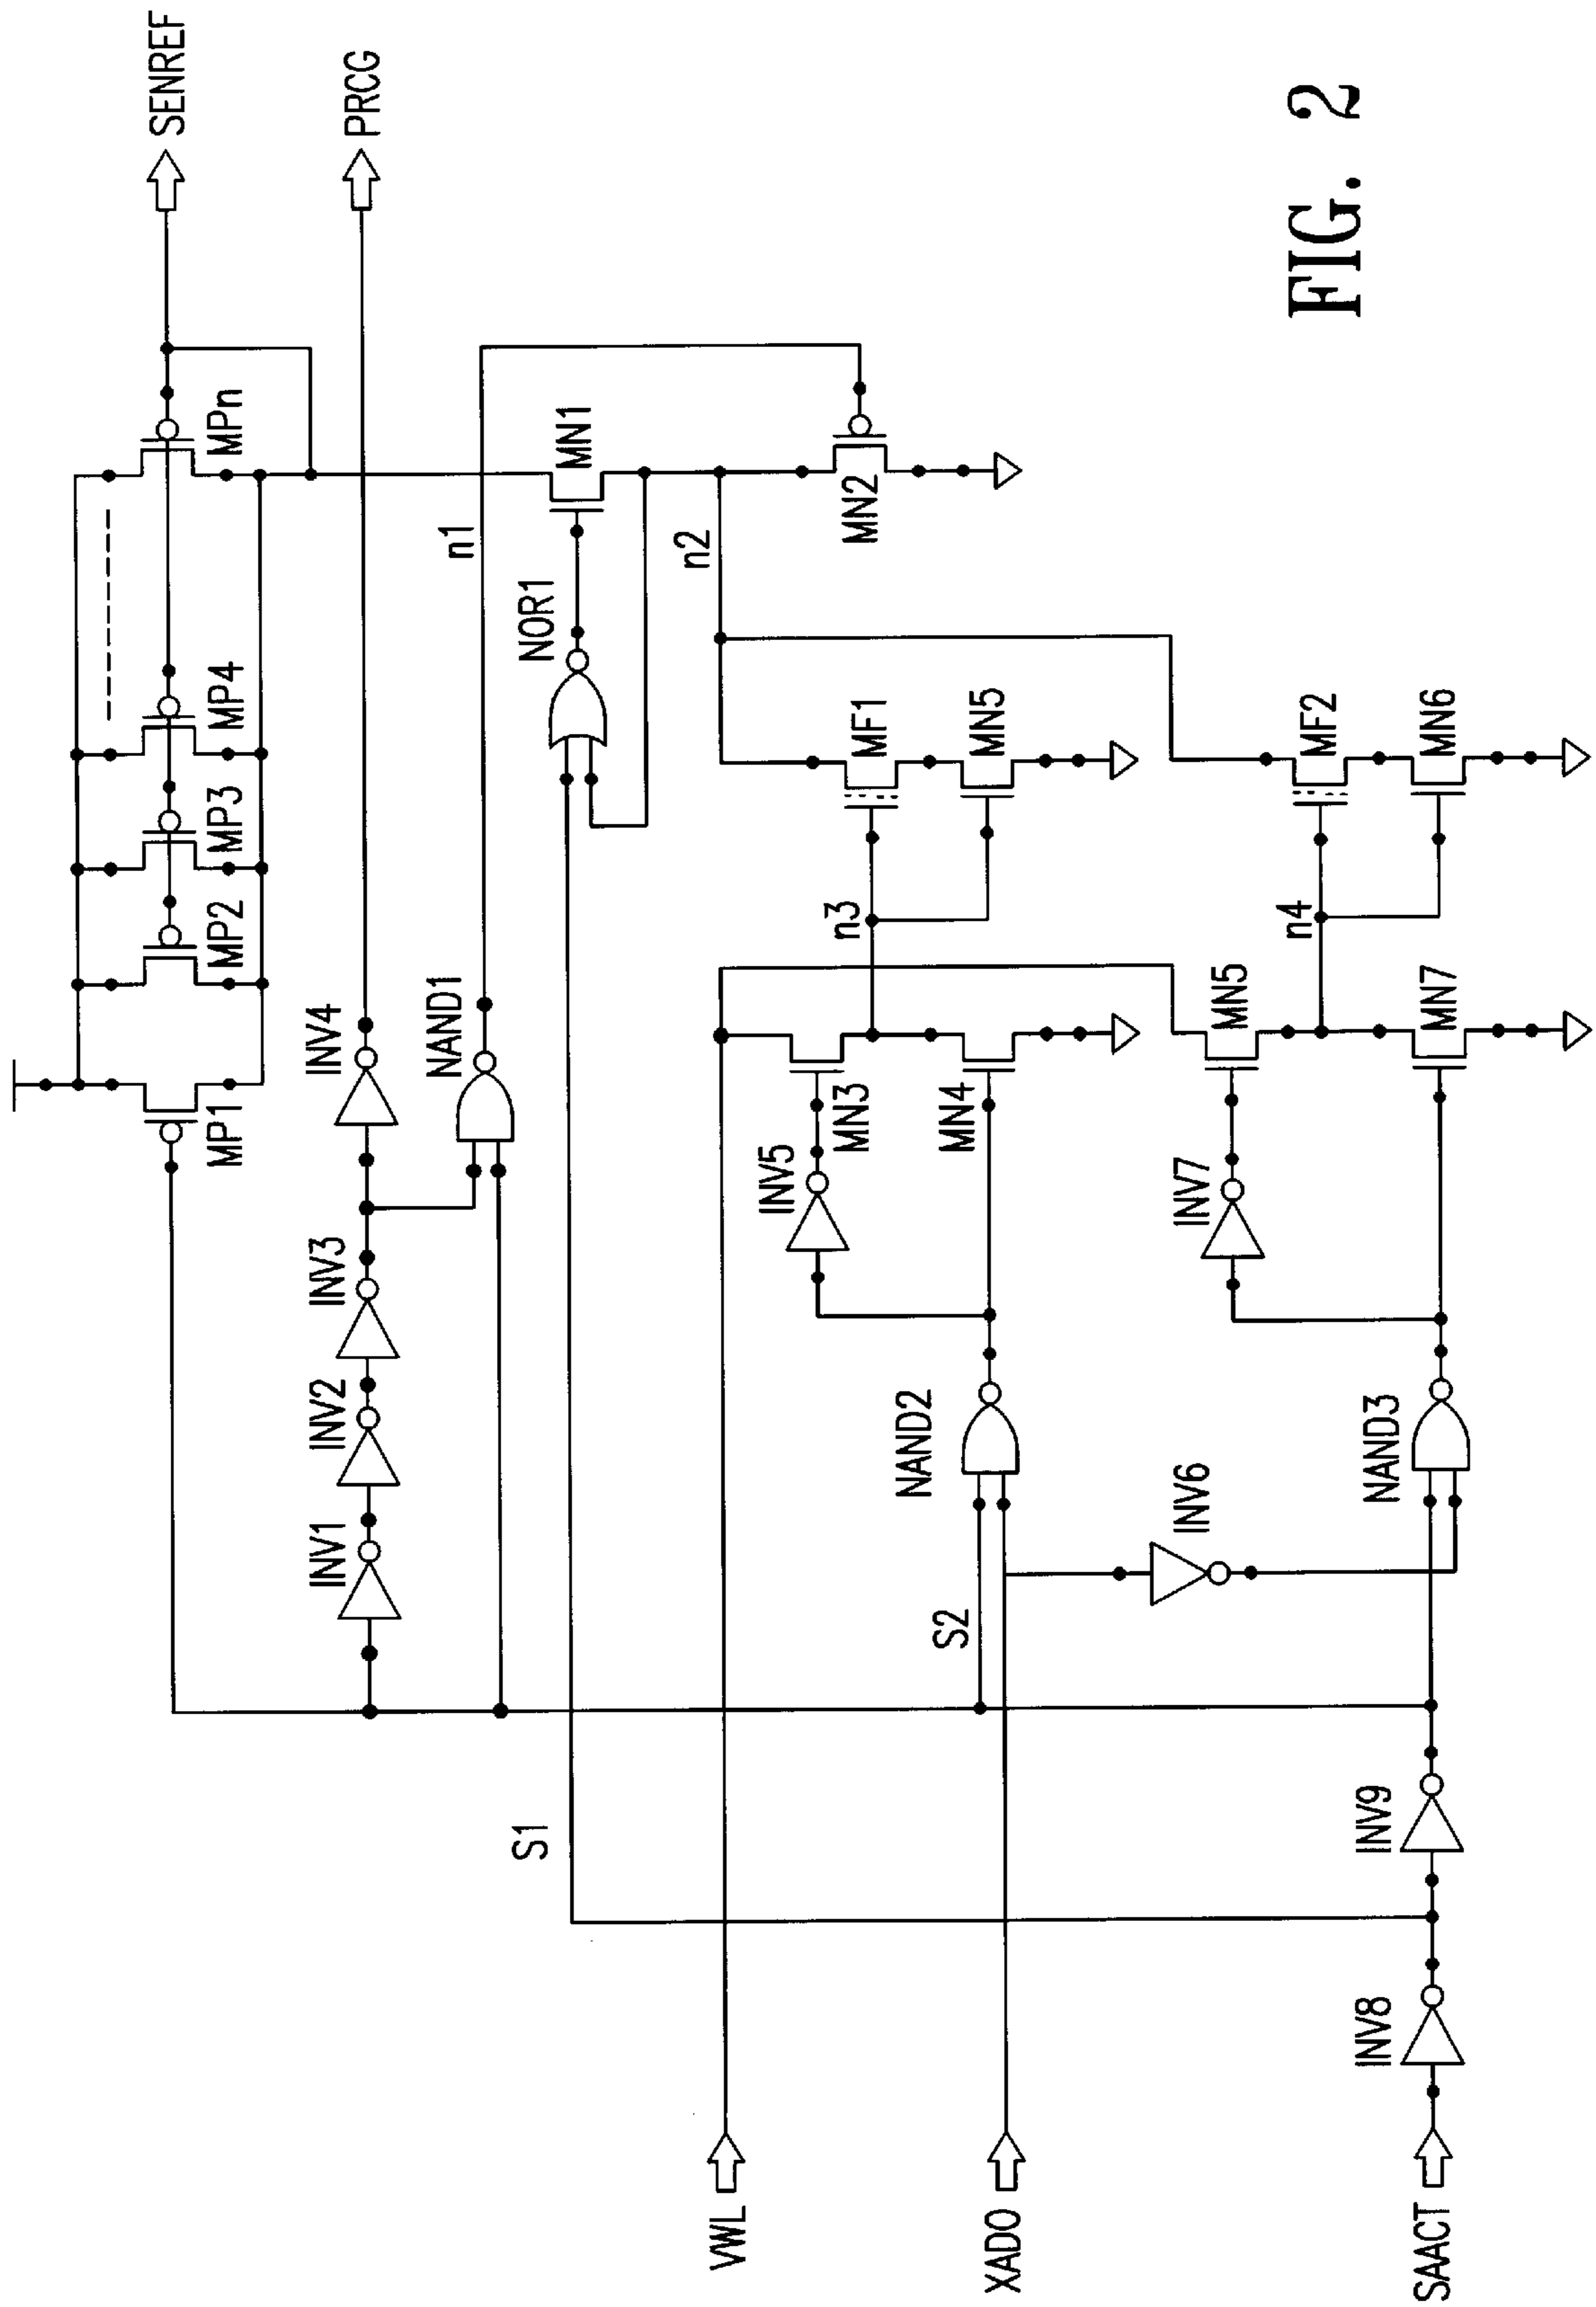 SENREF
PRCG
MP1
MP2
MP3
MP4
MPn
INV1
INV2
INV3
INV4
NAND1
n1
MN1
NOR1
n2
MN2
S1
INV5
MN3
MN4
n3
MF1
MN5
NAND2
S2
INV6
INV7
MN5
MN7
n4
MF2
MN6
NAND3
INV8
INV9
VWL
XADO
SAACT
FIG. 2